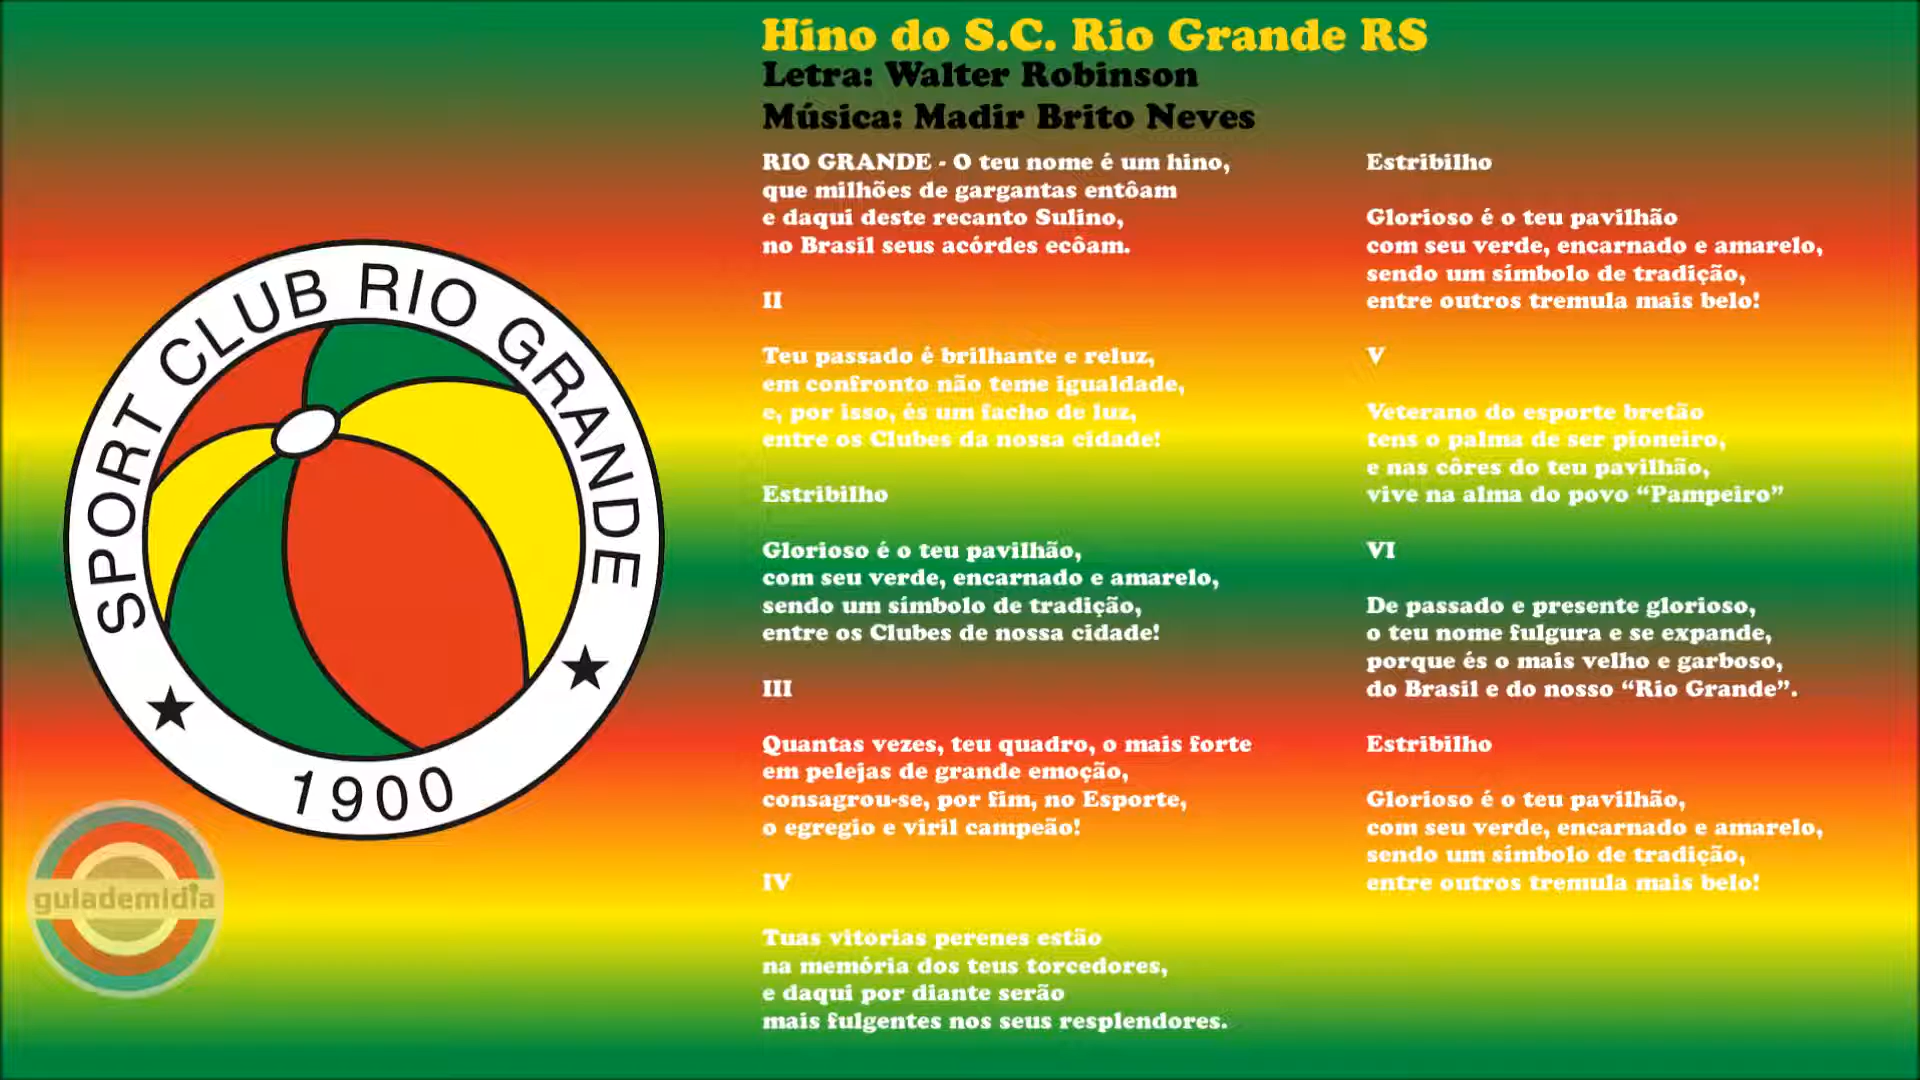 Hino do S.C. Rio Grande RS
Letra: Walter Robinson
Música: Madir Brito Neves
RIO GRANDE - O teu nome é um hino,
que milhões de gargantas entôam
e daqui deste recanto Sulino,
no Brasil seus acórdes ecôam.
II
Teu passado é brilhante e reluz,
em confronto não teme igualdade,
e, por isso, és um facho de luz,
entre os Clubes da nossa cidade!
Estribilho
Glorioso é o teu pavilhão,
com seu verde, encarnado e amarelo,
sendo um símbolo de tradição,
entre os Clubes de nossa cidade!
III
Quantas vezes, teu quadro, o mais forte
em pelejas de grande emoção,
consagrou-se, por fim, no Esporte,
o egregio e viril campeão!
IV
Tuas vitorias perenes estão
na memória dos teus torcedores,
e daqui por diante serão
mais fulgentes nos seus resplendores.
Estribilho
Glorioso é o teu pavilhão
com seu verde, encarnado e amarelo,
sendo um símbolo de tradição,
entre outros tremula mais belo!
V
Veterano do esporte bretão
tens o palma de ser pioneiro,
e nas côres do teu pavilhão,
vive na alma do povo “Pampeiro”
VI
De passado e presente glorioso,
o teu nome fulgura e se expande,
porque és o mais velho e garboso,
do Brasil e do nosso “Rio Grande”.
Estribilho
Glorioso é o teu pavilhão,
com seu verde, encarnado e amarelo,
sendo um símbolo de tradição,
entre outros tremula mais belo!
SPORT CLUB RIO GRANDE
1900
guiademidia